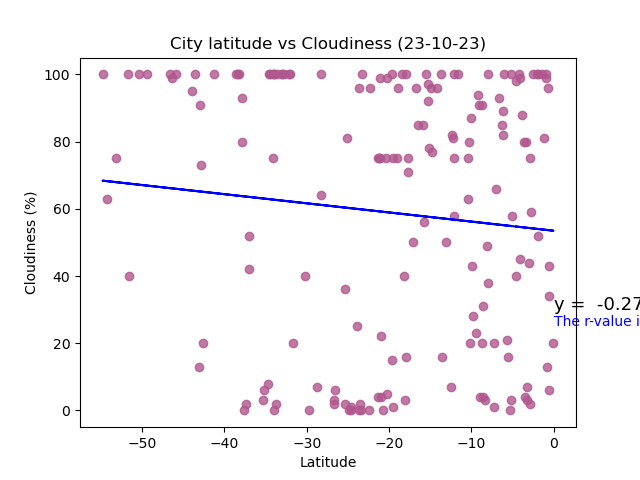 City latitude vs Cloudiness (23-10-23)
100
80
60
40
20
0
Cloudiness (%)
y = -0.27
The r-value i
−50
−40
−30
−20
−10
0
Latitude